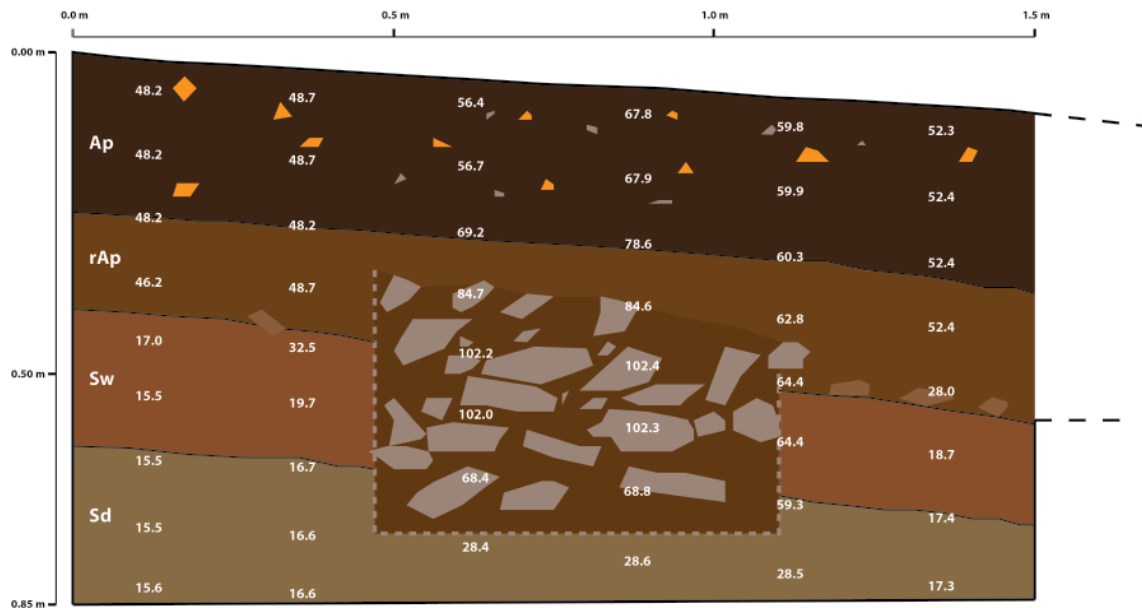 0.0 m 0.5 m 1.0 m 1.5 m
0.00 m
48.2 48.7 56.4 67.8 59.8 52.3
Ap
48.2 48.7 56.7 67.9 59.9 52.4
48.2 48.2 69.2 78.6 60.3 52.4
rAp
46.2 48.7 84.7 84.6 62.8 52.4
17.0 32.5 102.2 102.4 64.4 28.0
0.50 m
Sw
15.5 19.7 102.0 102.3 64.4 18.7
15.5 16.7 68.4 68.8 59.3 17.4
Sd
15.5 16.6 28.4 28.6 28.5 17.3
15.6 16.6
0.85 m